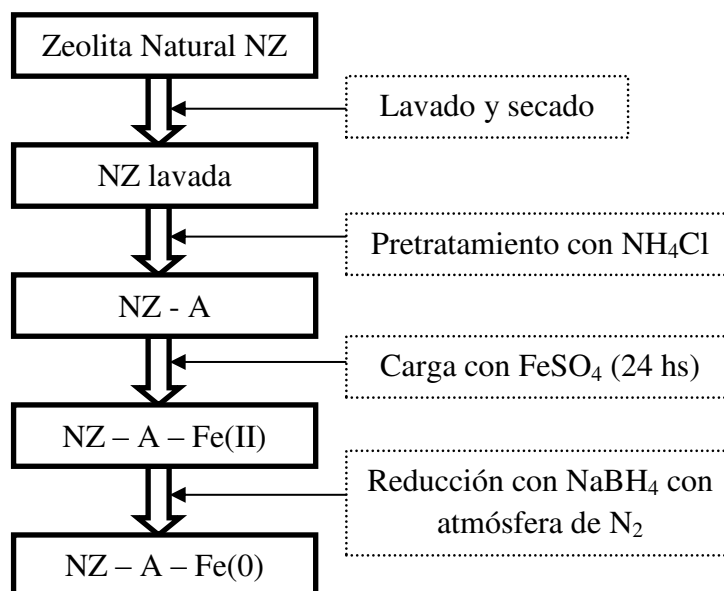 Zeolita Natural NZ
Lavado y secado
NZ lavada
Pretratamiento con NH₄Cl
NZ - A
Carga con FeSO₄ (24 hs)
NZ – A – Fe(II)
Reducción con NaBH₄ con
atmósfera de N₂
NZ – A – Fe(0)